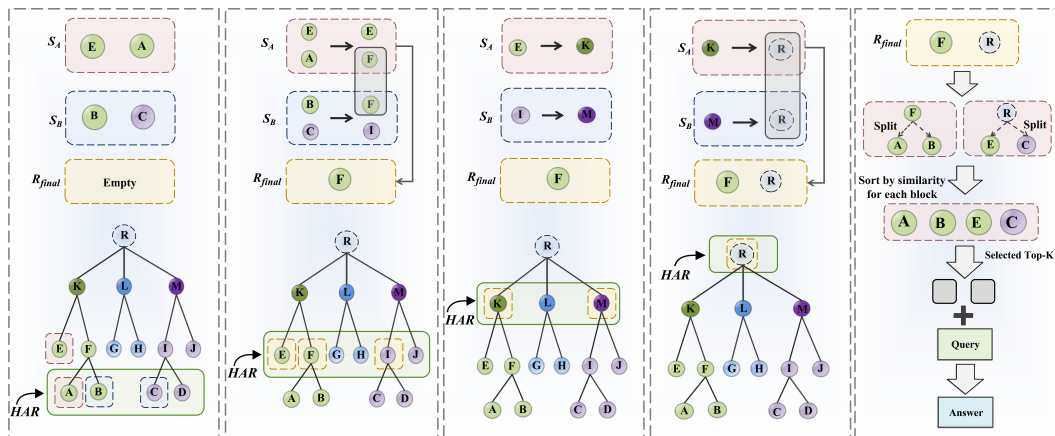 S_A E A
S_B B C
R_final Empty
R
K L M
E F G H I J
HAR A B C D
S_A E E
A F
S_B B F
C I
R_final F
R
K L M
HAR E F G H I J
A B C D
S_A E K
S_B I M
R_final F
R
HAR K L M
E F G H I J
A B C D
S_A K R
S_B M R
R_final F R
HAR R
K L M
E F G H I J
A B C D
R_final F R
F R
Split Split
A B E C
Sort by similarity
for each block
A B E C
Selected Top-K
+
Query
Answer